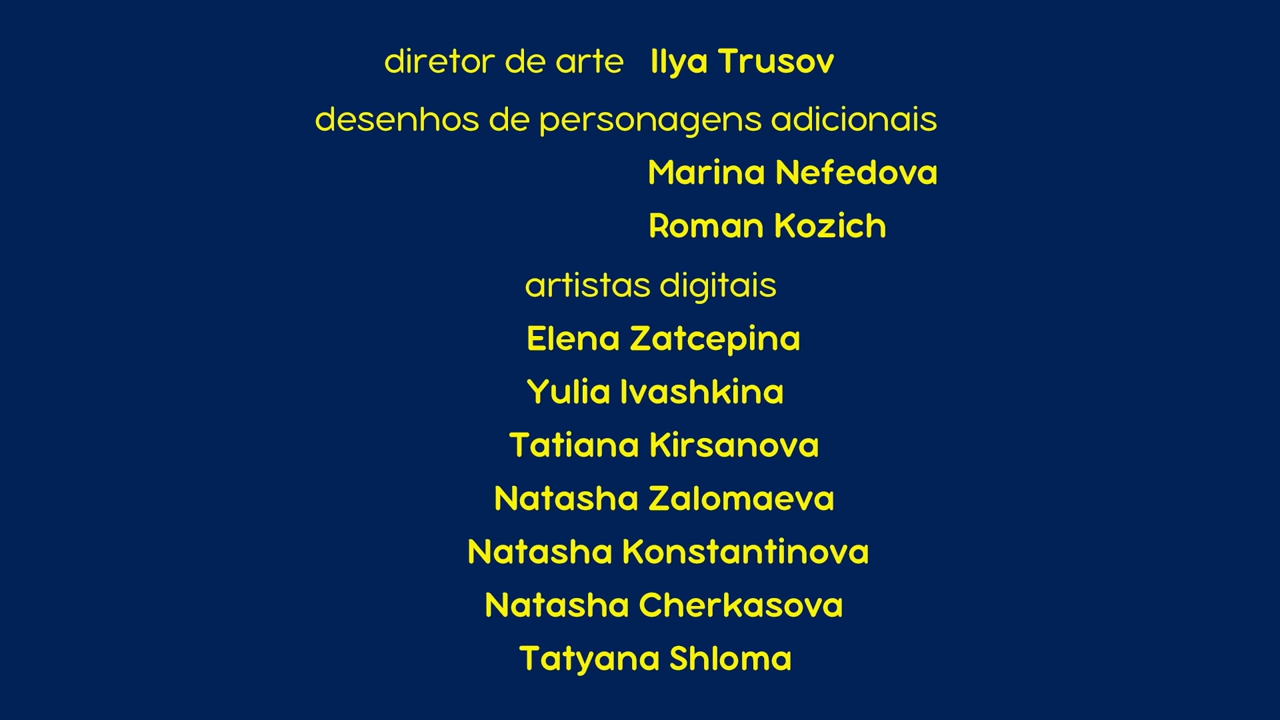 diretor de arte Ilya Trusov
desenhos de personagens adicionais
Marina Nefedova
Roman Kozich
artistas digitais
Elena Zatcepina
Yulia Ivashkina
Tatiana Kirsanova
Natasha Zalomaeva
Natasha Konstantinova
Natasha Cherkasova
Tatyana Shloma